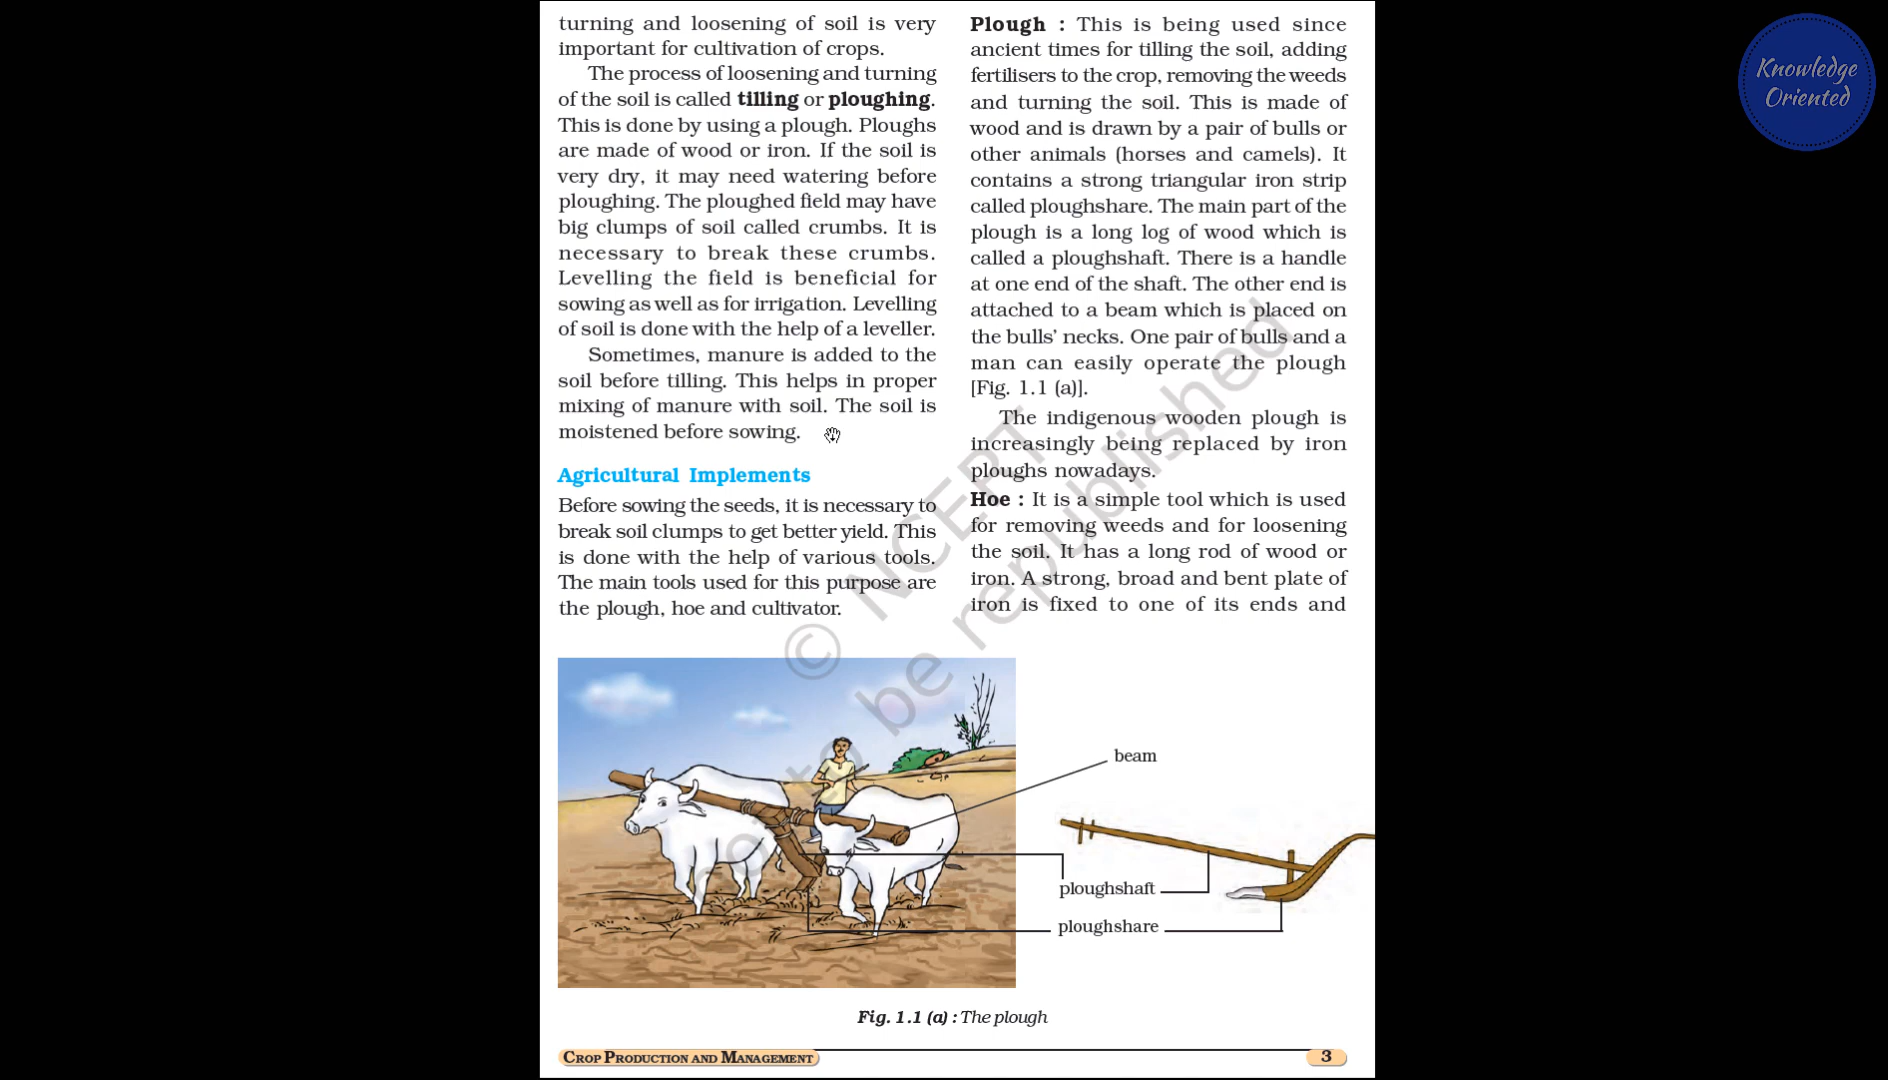 turning and loosening of soil is very
important for cultivation of crops.
The process of loosening and turning
of the soil is called tilling or ploughing.
This is done by using a plough. Ploughs
are made of wood or iron. If the soil is
very dry, it may need watering before
ploughing. The ploughed field may have
big clumps of soil called crumbs. It is
necessary to break these crumbs.
Levelling the field is beneficial for
sowing as well as for irrigation. Levelling
of soil is done with the help of a leveller.
Sometimes, manure is added to the
soil before tilling. This helps in proper
mixing of manure with soil. The soil is
moistened before sowing.
Agricultural Implements
Before sowing the seeds, it is necessary to
break soil clumps to get better yield. This
is done with the help of various tools.
The main tools used for this purpose are
the plough, hoe and cultivator.
Plough : This is being used since
ancient times for tilling the soil, adding
fertilisers to the crop, removing the weeds
and turning the soil. This is made of
wood and is drawn by a pair of bulls or
other animals (horses and camels). It
contains a strong triangular iron strip
called ploughshare. The main part of the
plough is a long log of wood which is
called a ploughshaft. There is a handle
at one end of the shaft. The other end is
attached to a beam which is placed on
the bulls' necks. One pair of bulls and a
man can easily operate the plough
[Fig. 1.1 (a)].
The indigenous wooden plough is
increasingly being replaced by iron
ploughs nowadays.
Hoe : It is a simple tool which is used
for removing weeds and for loosening
the soil. It has a long rod of wood or
iron. A strong, broad and bent plate of
iron is fixed to one of its ends and
beam
ploughshaft
ploughshare
Fig. 1.1 (a) : The plough
CROP PRODUCTION AND MANAGEMENT
3
© NCERT
not to be republished
Knowledge
Oriented